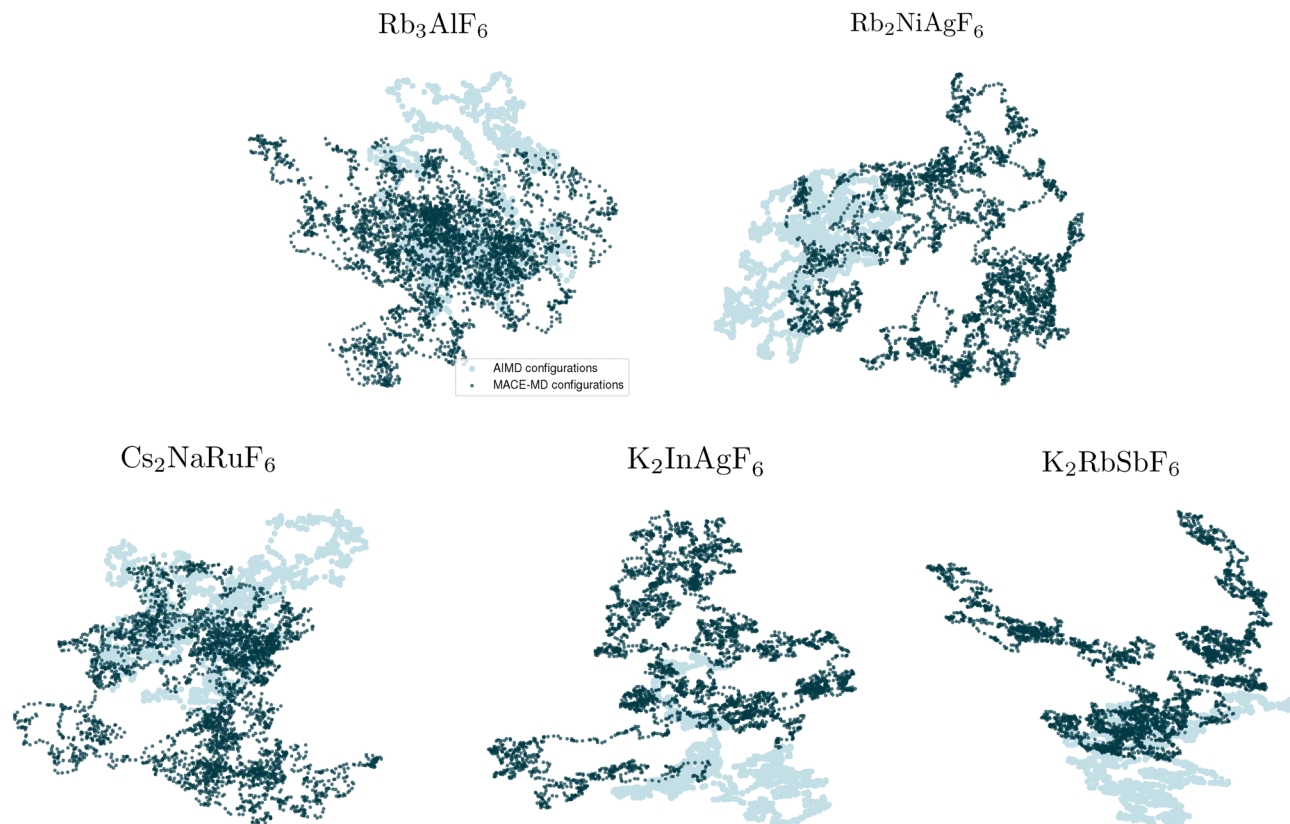 Rb₃AlF₆
Rb₂NiAgF₆
AIMD configurations
MACE-MD configurations
Cs₂NaRuF₆
K₂InAgF₆
K₂RbSbF₆